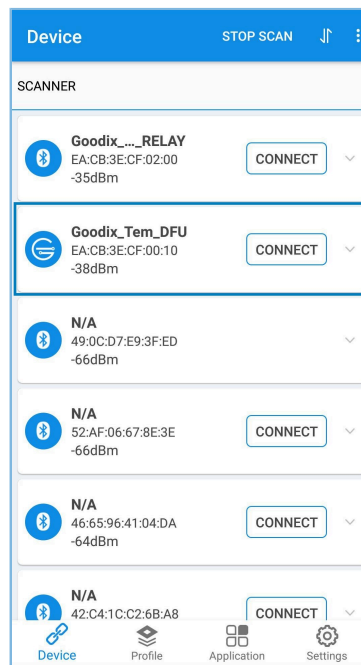 Device STOP SCAN
SCANNER
Goodix_..._RELAY
EA:CB:3E:CF:02:00 CONNECT
-35dBm
Goodix_Tem_DFU
EA:CB:3E:CF:00:10 CONNECT
-38dBm
N/A
49:0C:D7:E9:3F:ED
-66dBm
N/A
52:AF:06:67:8E:3E CONNECT
-66dBm
N/A
46:65:96:41:04:DA CONNECT
-64dBm
N/A
42:C4:1C:C2:6B:A8 CONNECT
Device Profile Application Settings